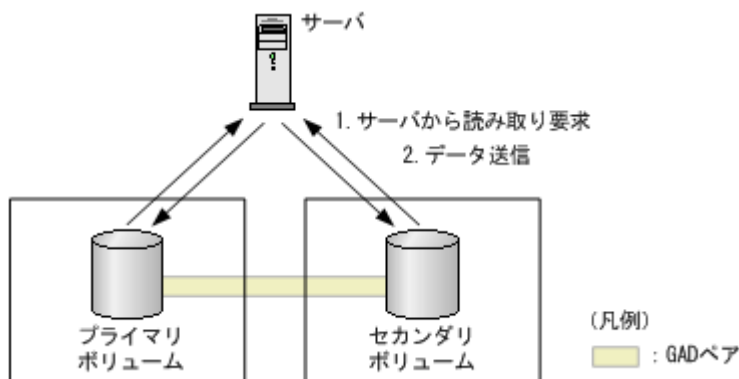 サーバ
1. サーバから読み取り要求
2. データ送信
プライマリ
ボリューム
セカンダリ
ボリューム
(凡例)
: GADペア